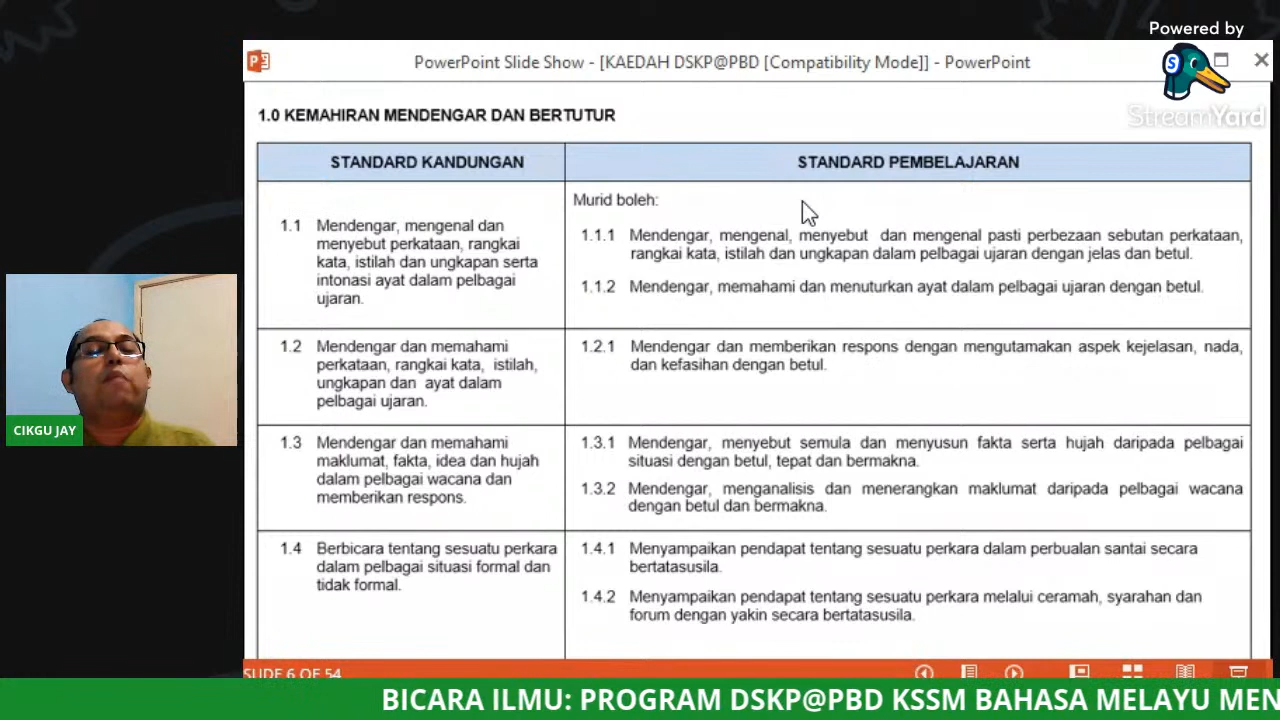 Powered by
StreamYard
PowerPoint Slide Show - [KAEDAH DSKP@PBD [Compatibility Mode]] - PowerPoint
1.0 KEMAHIRAN MENDENGAR DAN BERTUTUR
STANDARD KANDUNGAN
STANDARD PEMBELAJARAN
1.1 Mendengar, mengenal dan
menyebut perkataan, rangkai
kata, istilah dan ungkapan serta
intonasi ayat dalam pelbagai
ujaran.
Murid boleh:
1.1.1 Mendengar, mengenal, menyebut dan mengenal pasti perbezaan sebutan perkataan,
rangkai kata, istilah dan ungkapan dalam pelbagai ujaran dengan jelas dan betul.
1.1.2 Mendengar, memahami dan menuturkan ayat dalam pelbagai ujaran dengan betul.
1.2 Mendengar dan memahami
perkataan, rangkai kata, istilah,
ungkapan dan ayat dalam
pelbagai ujaran.
1.2.1 Mendengar dan memberikan respons dengan mengutamakan aspek kejelasan, nada,
dan kefasihan dengan betul.
1.3 Mendengar dan memahami
maklumat, fakta, idea dan hujah
dalam pelbagai wacana dan
memberikan respons.
1.3.1 Mendengar, menyebut semula dan menyusun fakta serta hujah daripada pelbagai
situasi dengan betul, tepat dan bermakna.
1.3.2 Mendengar, menganalisis dan menerangkan maklumat daripada pelbagai wacana
dengan betul dan bermakna.
1.4 Berbicara tentang sesuatu perkara
dalam pelbagai situasi formal dan
tidak formal.
1.4.1 Menyampaikan pendapat tentang sesuatu perkara dalam perbualan santai secara
bertatasusila.
1.4.2 Menyampaikan pendapat tentang sesuatu perkara melalui ceramah, syarahan dan
forum dengan yakin secara bertatasusila.
CIKGU JAY
SLIDE 6 OF 54
BICARA ILMU: PROGRAM DSKP@PBD KSSM BAHASA MELAYU MEN